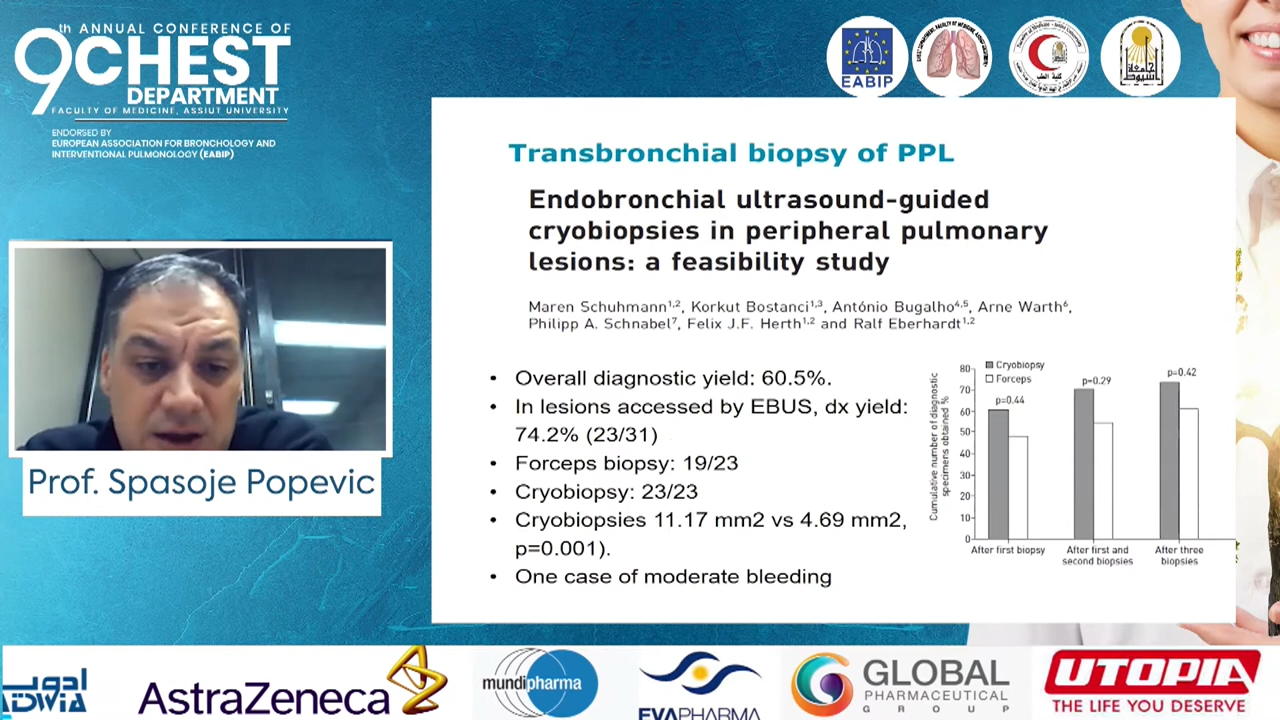 9th ANNUAL CONFERENCE OF
CHEST
DEPARTMENT
FACULTY OF MEDICINE, ASSIUT UNIVERSITY
ENDORSED BY
EUROPEAN ASSOCIATION FOR BRONCHOLOGY AND
INTERVENTIONAL PULMONOLOGY (EABIP)
EABIP
جامعة أسيوط
كلية الطب
Transbronchial biopsy of PPL
Endobronchial ultrasound-guided
cryobiopsies in peripheral pulmonary
lesions: a feasibility study
Maren Schuhmann1,2, Korkut Bostanci1,3, António Bugalho4,5, Arne Warth6,
Philipp A. Schnabel7, Felix J.F. Herth1,2 and Ralf Eberhardt1,2
• Overall diagnostic yield: 60.5%.
• In lesions accessed by EBUS, dx yield:
74.2% (23/31)
• Forceps biopsy: 19/23
• Cryobiopsy: 23/23
• Cryobiopsies 11.17 mm2 vs 4.69 mm2,
p=0.001).
• One case of moderate bleeding
Cumulative number of diagnostic
specimens obtained %
Cryobiopsy
Forceps
80
70
60
50
40
30
20
10
0
p=0.44
p=0.29
p=0.42
After first biopsy
After first and
second biopsies
After three
biopsies
Prof. Spasoje Popevic
ادويا
ADWIA
AstraZeneca
mundipharma
EVAPHARMA
GLOBAL
PHARMACEUTICAL
GROUP
UTOPIA
THE LIFE YOU DESERVE